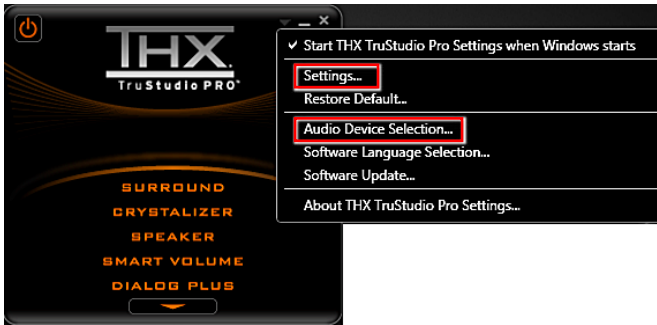 THX
TruStudio PRO™
SURROUND
CRYSTALIZER
SPEAKER
SMART VOLUME
DIALOG PLUS
Start THX TruStudio Pro Settings when Windows starts
Settings...
Restore Default...
Audio Device Selection...
Software Language Selection...
Software Update...
About THX TruStudio Pro Settings...